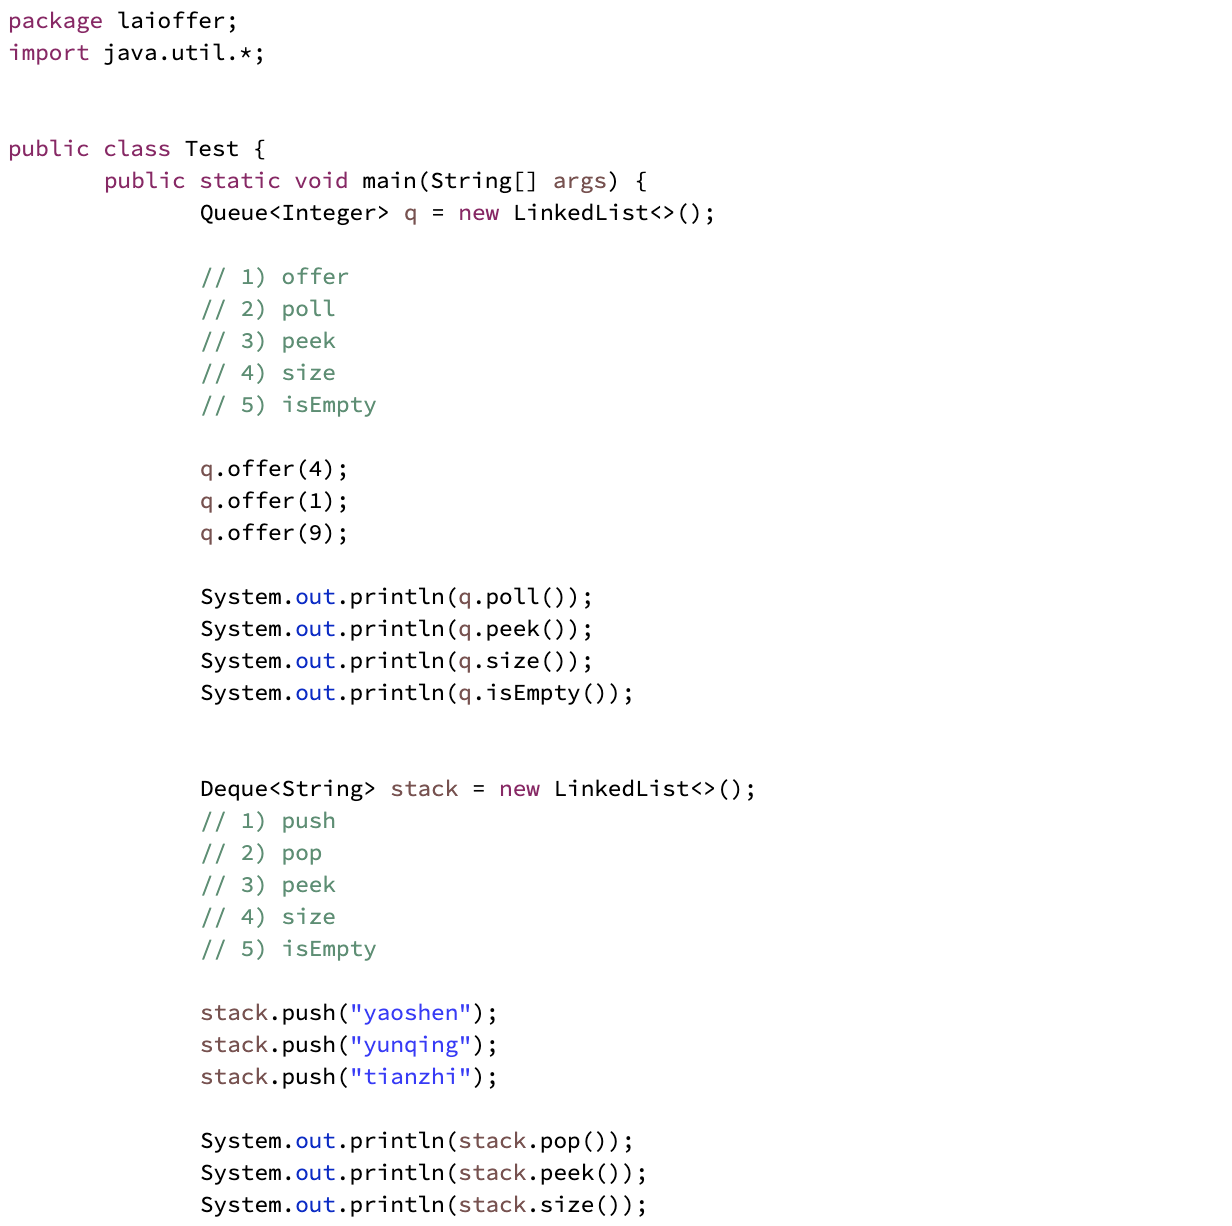 package laioffer;
import java.util.*;
public class Test {
public static void main(String[] args) {
Queue<Integer> q = new LinkedList<>();
// 1) offer
// 2) poll
// 3) peek
// 4) size
// 5) isEmpty
q.offer(4);
q.offer(1);
q.offer(9);
System.out.println(q.poll());
System.out.println(q.peek());
System.out.println(q.size());
System.out.println(q.isEmpty());
Deque<String> stack = new LinkedList<>();
// 1) push
// 2) pop
// 3) peek
// 4) size
// 5) isEmpty
stack.push("yaoshen");
stack.push("yunqing");
stack.push("tianzhi");
System.out.println(stack.pop());
System.out.println(stack.peek());
System.out.println(stack.size());